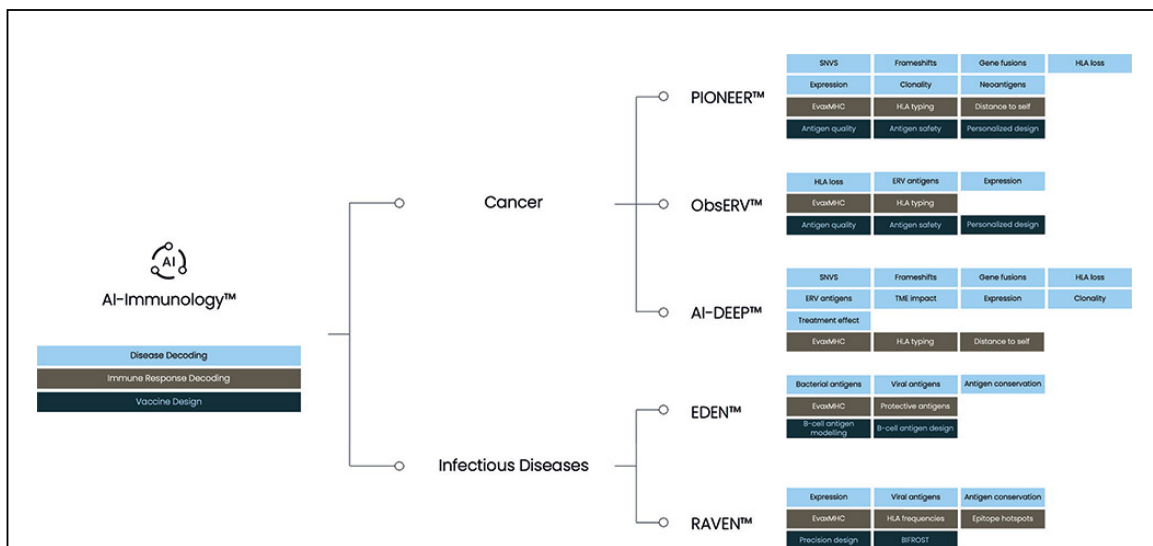 SNVS Frameshifts Gene fusions HLA loss
Expression Clonality Neoantigens
PIONEER™
EvaxMHC HLA typing Distance to self
Antigen quality Antigen safety Personalized design
HLA loss ERV antigens Expression
Cancer
ObsERV™
EvaxMHC HLA typing
Antigen quality Antigen safety Personalized design
AI
AI-Immunology™
SNVS Frameshifts Gene fusions HLA loss
ERV antigens TME impact Expression Clonality
AI-DEEP™
Treatment effect
EvaxMHC HLA typing Distance to self
Disease Decoding
Immune Response Decoding
Vaccine Design
Bacterial antigens Viral antigens Antigen conservation
EDEN™
EvaxMHC Protective antigens
B-cell antigen
modelling
B-cell antigen design
Infectious Diseases
Expression Viral antigens Antigen conservation
RAVEN™
EvaxMHC HLA frequencies Epitope hotspots
Precision design BIFROST